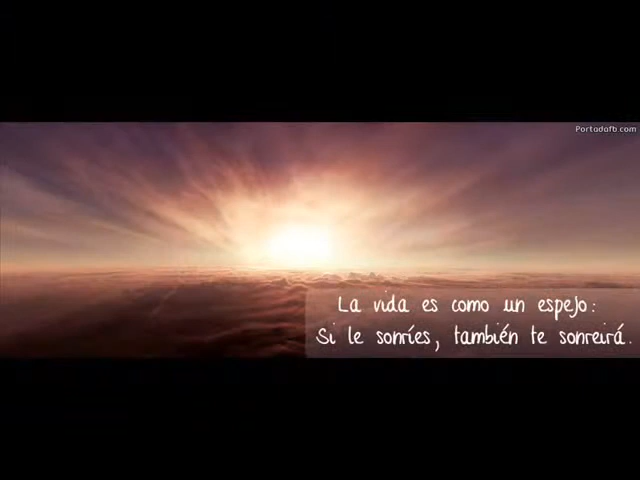 Portadafb.com
La vida es como un espejo:
Si le sonríes, también te sonreirá.